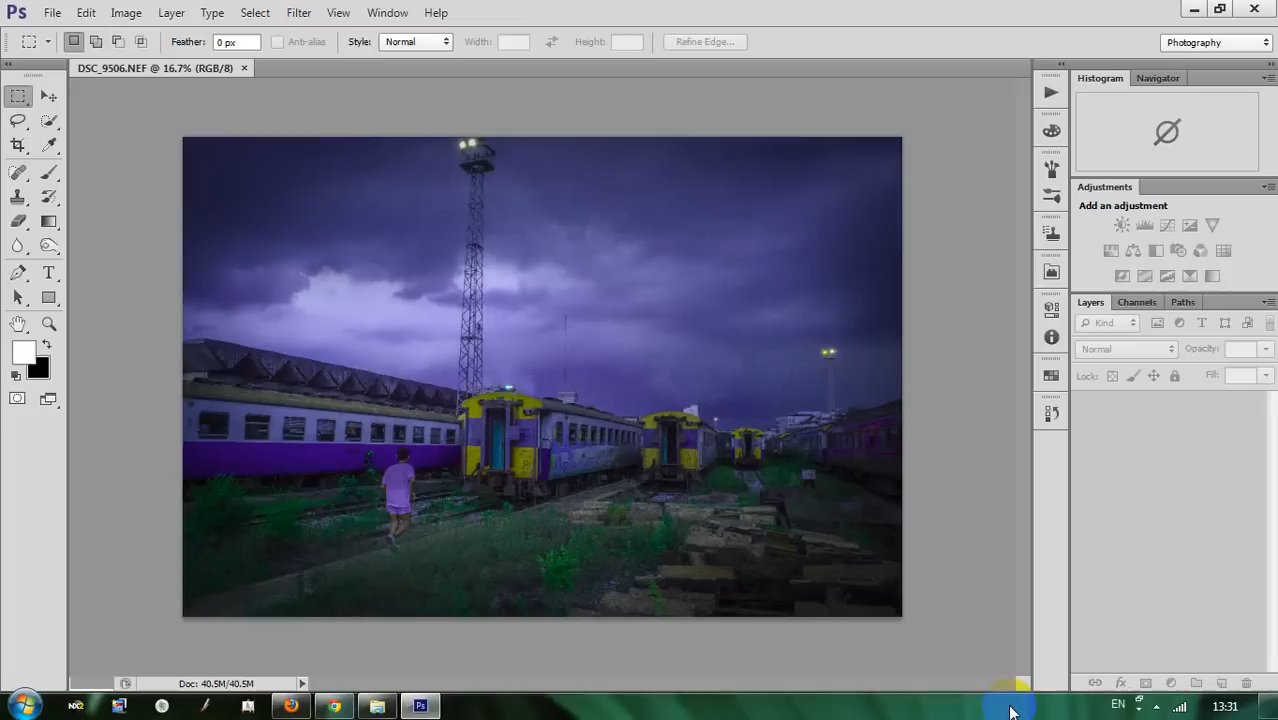 Ps File Edit Image Layer Type Select Filter View Window Help
Feather: 0 px Anti-alias Style: Normal Width: Height: Refine Edge... Photography
DSC_9506.NEF @ 16.7% (RGB/8) ×
Histogram Navigator
Adjustments
Add an adjustment
Layers Channels Paths
Kind
Normal Opacity:
Lock: Fill:
Doc: 40.5M/40.5M
NX2 Ps EN 13:31